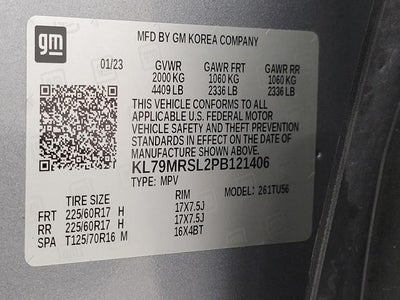 gm
MFD BY GM KOREA COMPANY
01/23 GVWR GAWR FRT GAWR RR
2000 KG 1060 KG 1060 KG
4409 LB 2336 LB 2336 LB
THIS VEHICLE CONFORMS TO ALL
APPLICABLE U.S. FEDERAL MOTOR
VEHICLE SAFETY AND THEFT PREVENTION
STANDARDS IN EFFECT ON THE DATE OF
MANUFACTURE SHOWN ABOVE.
KL79MRSL2PB121406
TYPE: MPV MODEL: 261TU56
TIRE SIZE RIM
FRT 225/60R17 H 17X7.5J
RR 225/60R17 H 17X7.5J
SPA T125/70R16 M 16X4BT